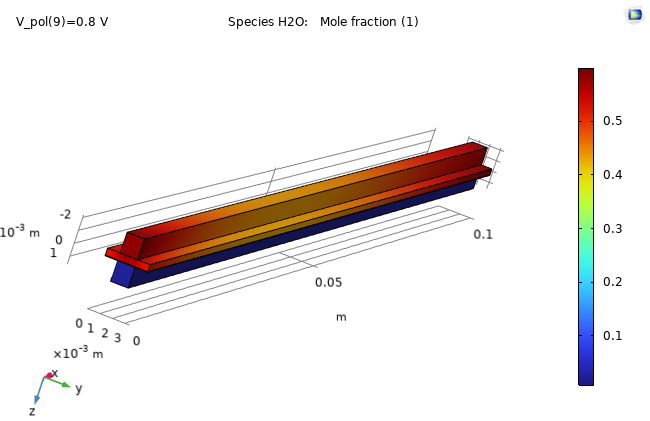 V_pol(9)=0.8 V
Species H2O: Mole fraction (1)
0.5
0.4
0.3
0.2
0.1
-2
0
1
10⁻³ m
0.1
0.05
m
0 1 2 3 0
×10⁻³ m
x
y
z